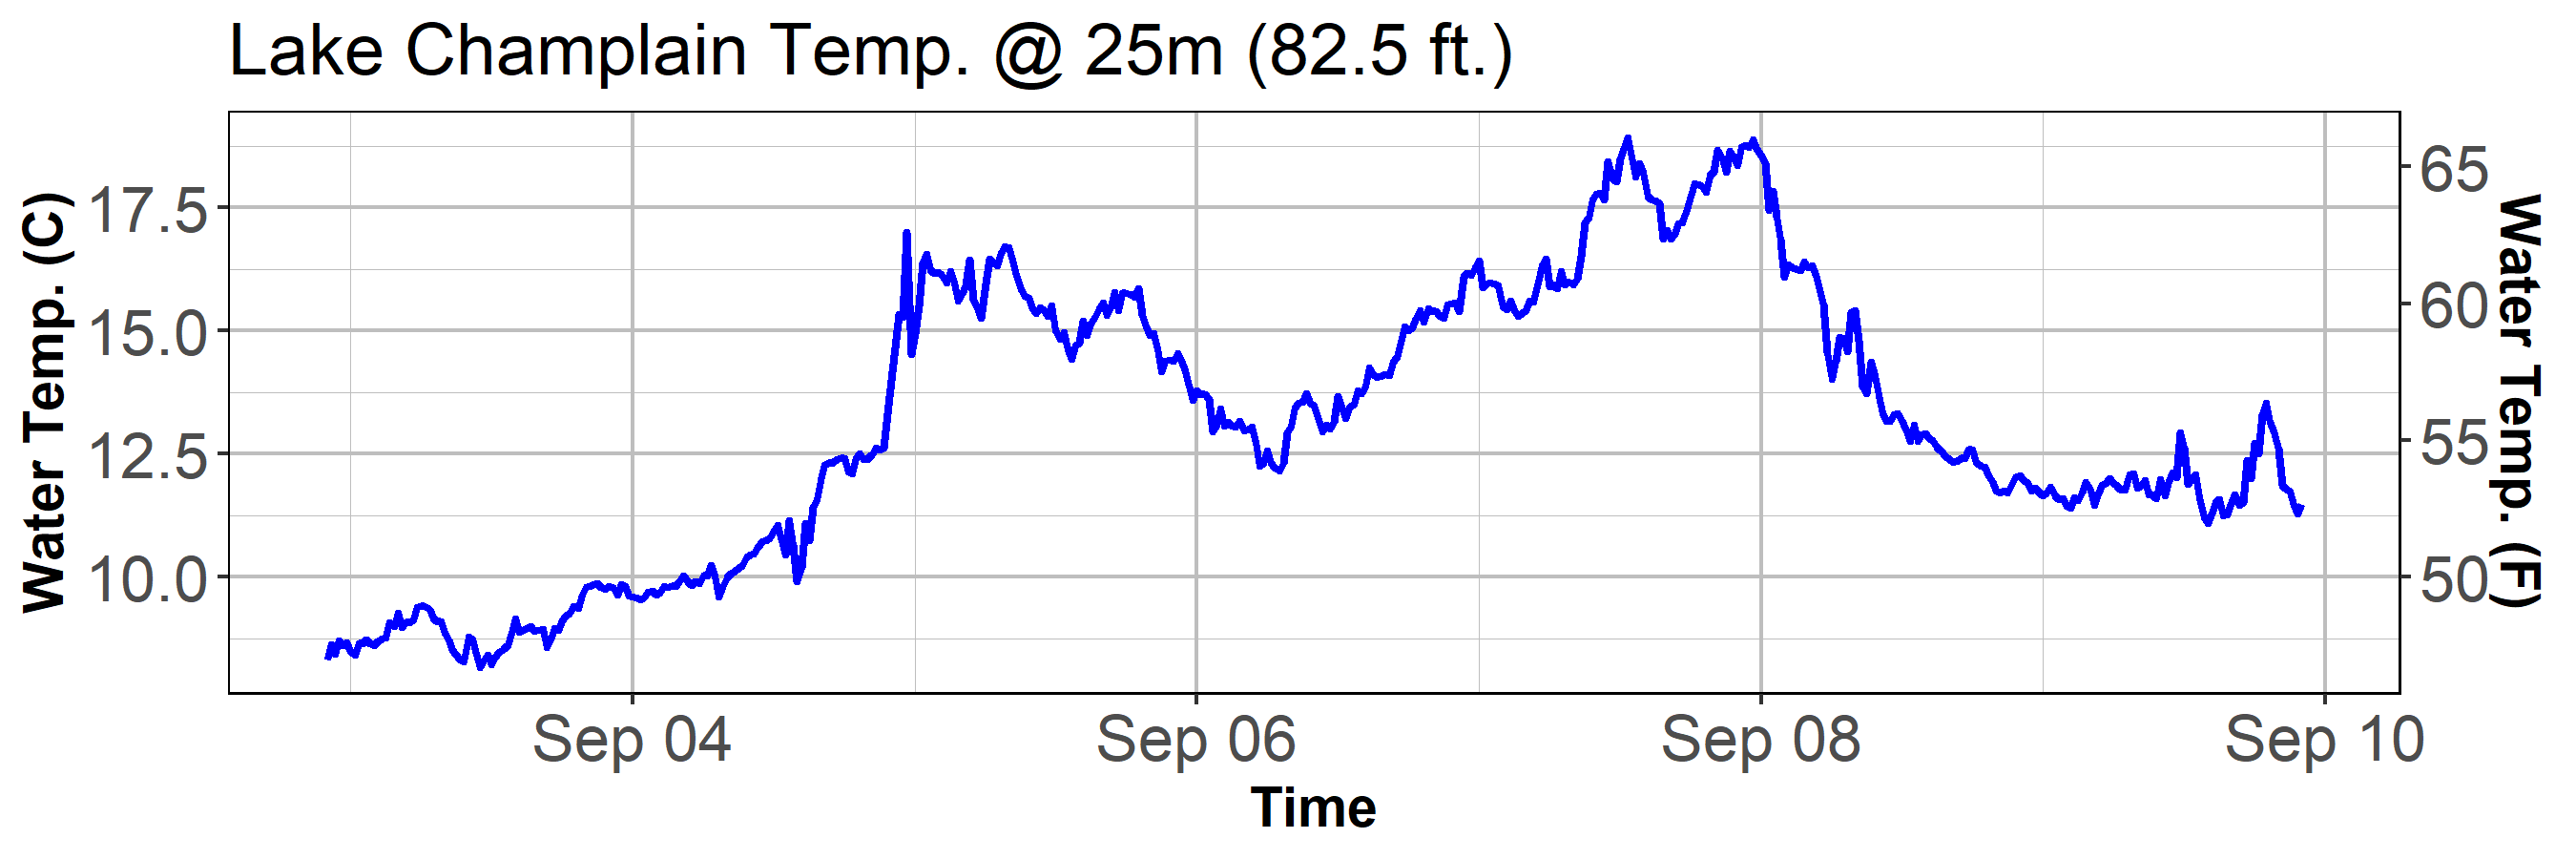 Lake Champlain Temp. @ 25m (82.5 ft.)
Water Temp. (C)
17.5
15.0
12.5
10.0
65
60
55
50
Water Temp. (F)
Sep 04
Sep 06
Sep 08
Sep 10
Time